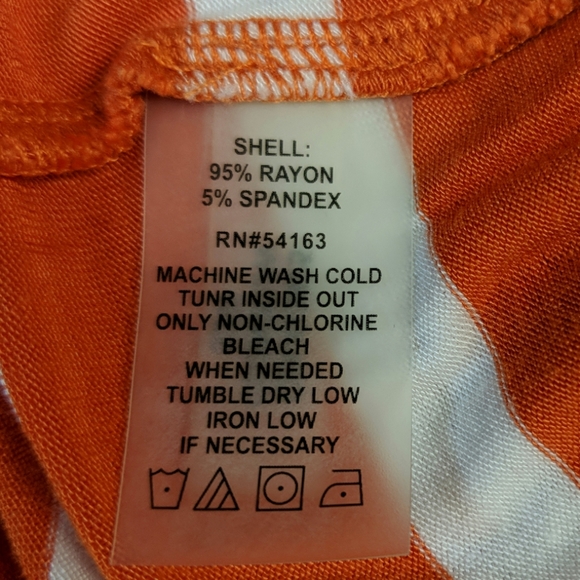 SHELL:
95% RAYON
5% SPANDEX
RN#54163
MACHINE WASH COLD
TUNR INSIDE OUT
ONLY NON-CHLORINE
BLEACH
WHEN NEEDED
TUMBLE DRY LOW
IRON LOW
IF NECESSARY